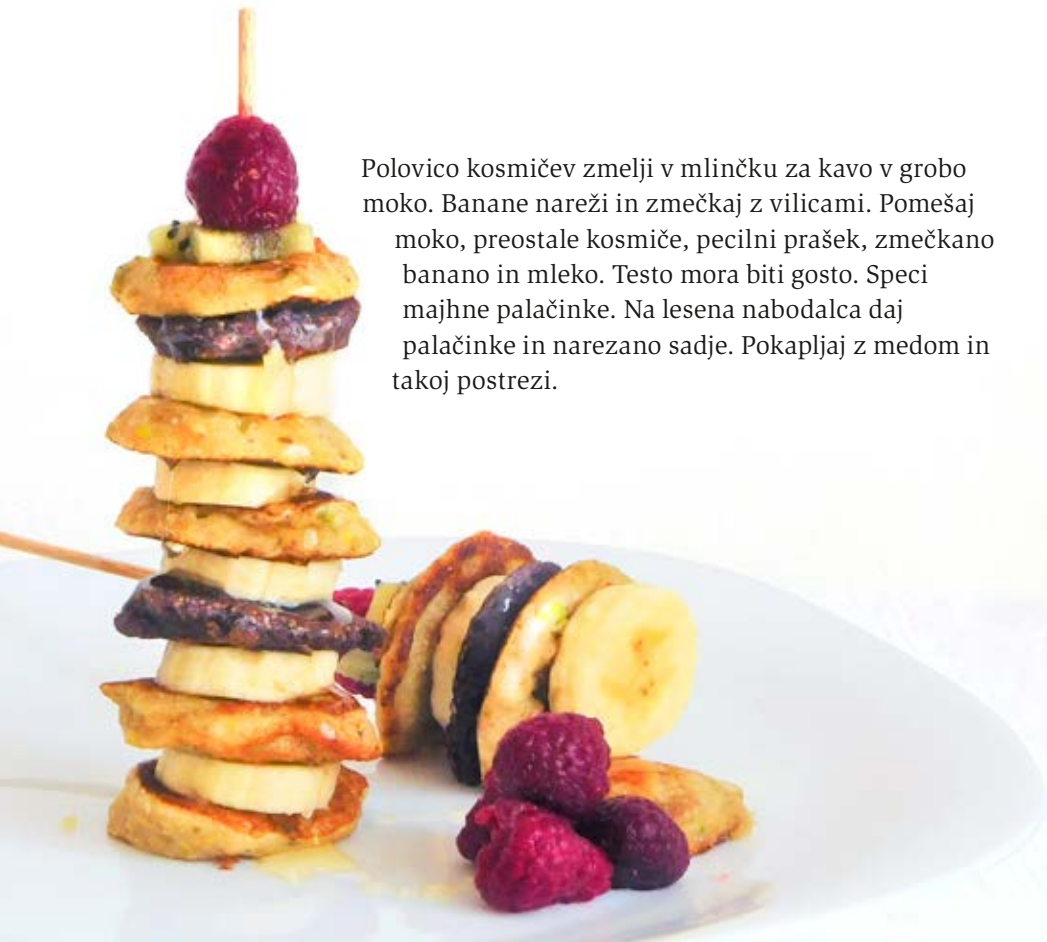 Polovico kosmičev zmelji v mlinčku za kavo v grobo
moko. Banane nareži in zmečkaj z vilicami. Pomešaj
moko, preostale kosmiče, pecilni prašek, zmečkano
banano in mleko. Testo mora biti gosto. Speci
majhne palačinke. Na lesena nabodalca daj
palačinke in narezano sadje. Pokapljaj z medom in
takoj postrezi.